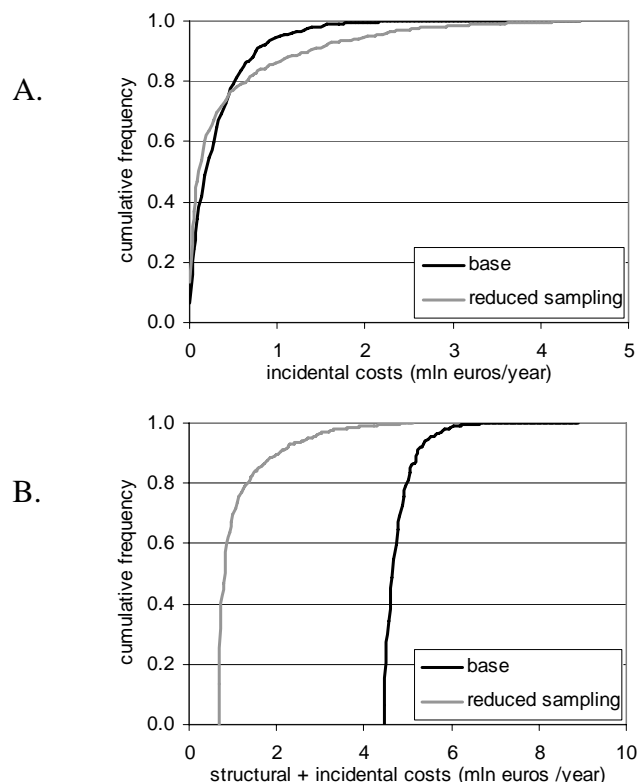 A.
cumulative frequency
1.0
0.8
0.6
0.4
0.2
0.0
base
reduced sampling
0 1 2 3 4 5
incidental costs (mln euros/year)
B.
cumulative frequency
1.0
0.8
0.6
0.4
0.2
0.0
base
reduced sampling
0 2 4 6 8 10
structural + incidental costs (mln euros /year)